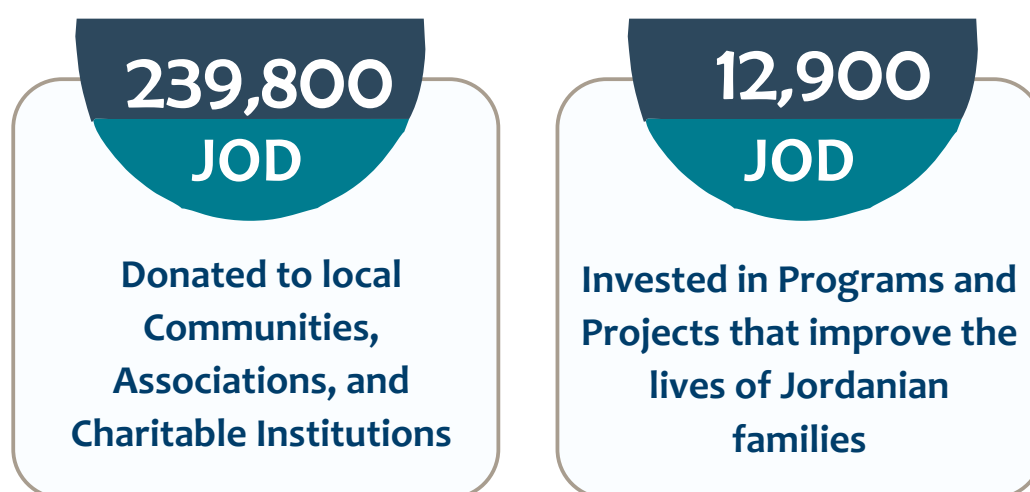 239,800
JOD
Donated to local
Communities,
Associations, and
Charitable Institutions
12,900
JOD
Invested in Programs and
Projects that improve the
lives of Jordanian
families